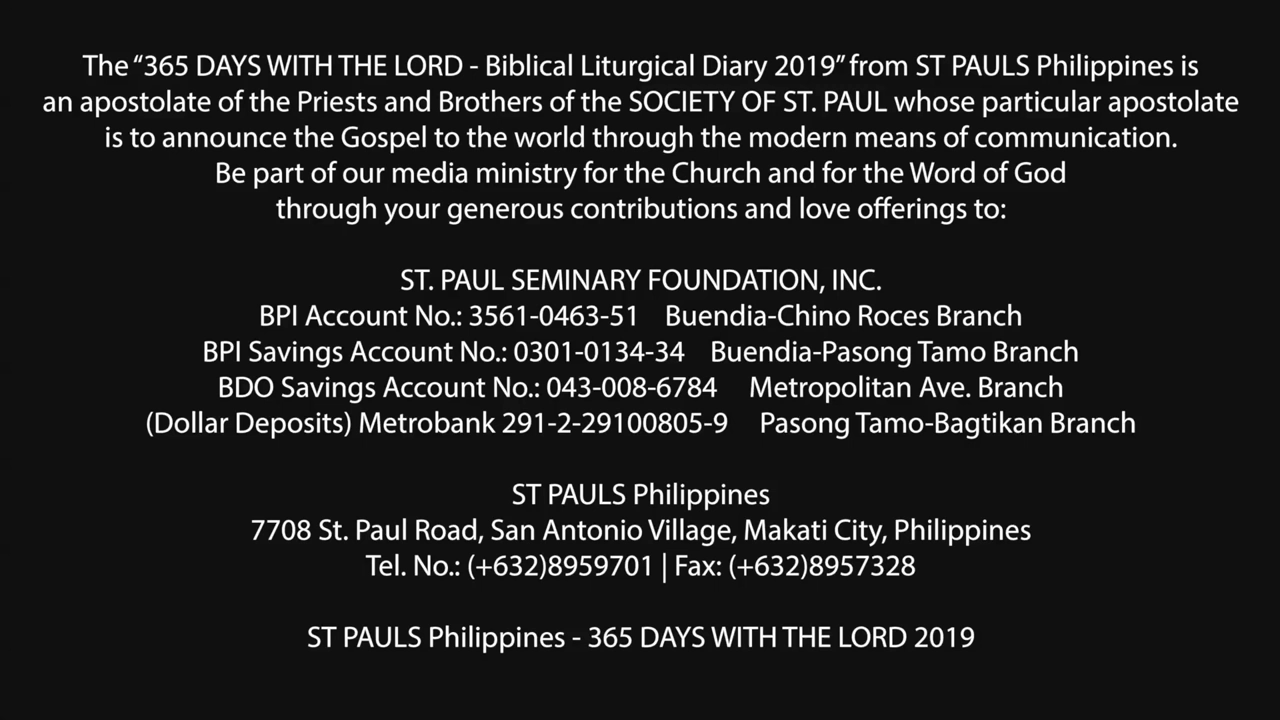 The “365 DAYS WITH THE LORD - Biblical Liturgical Diary 2019” from ST PAULS Philippines is
an apostolate of the Priests and Brothers of the SOCIETY OF ST. PAUL whose particular apostolate
is to announce the Gospel to the world through the modern means of communication.
Be part of our media ministry for the Church and for the Word of God
through your generous contributions and love offerings to:
ST. PAUL SEMINARY FOUNDATION, INC.
BPI Account No.: 3561-0463-51 Buendia-Chino Roces Branch
BPI Savings Account No.: 0301-0134-34 Buendia-Pasong Tamo Branch
BDO Savings Account No.: 043-008-6784 Metropolitan Ave. Branch
(Dollar Deposits) Metrobank 291-2-29100805-9 Pasong Tamo-Bagtikan Branch
ST PAULS Philippines
7708 St. Paul Road, San Antonio Village, Makati City, Philippines
Tel. No.: (+632)8959701 | Fax: (+632)8957328
ST PAULS Philippines - 365 DAYS WITH THE LORD 2019